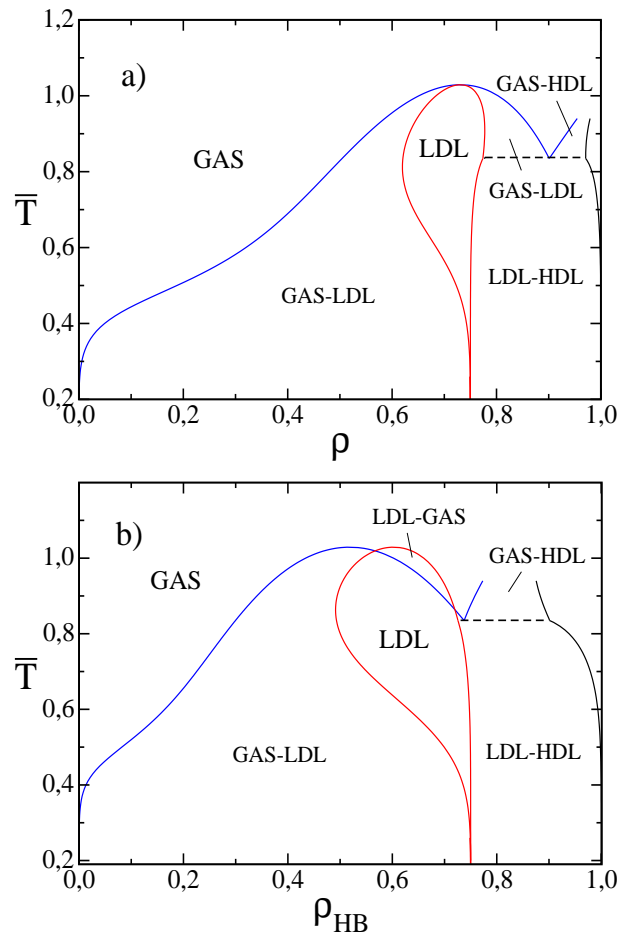 1,2
a)
GAS-HDL
1,0
LDL
GAS
0,8
T
GAS-LDL
0,6
LDL-HDL
GAS-LDL
0,4
0,2
0,0 0,2 0,4 0,6 0,8 1,0
ρ
b)
LDL-GAS
1,0
GAS-HDL
GAS
0,8
T
LDL
0,6
GAS-LDL
LDL-HDL
0,4
0,2
0,0 0,2 0,4 0,6 0,8 1,0
ρHB